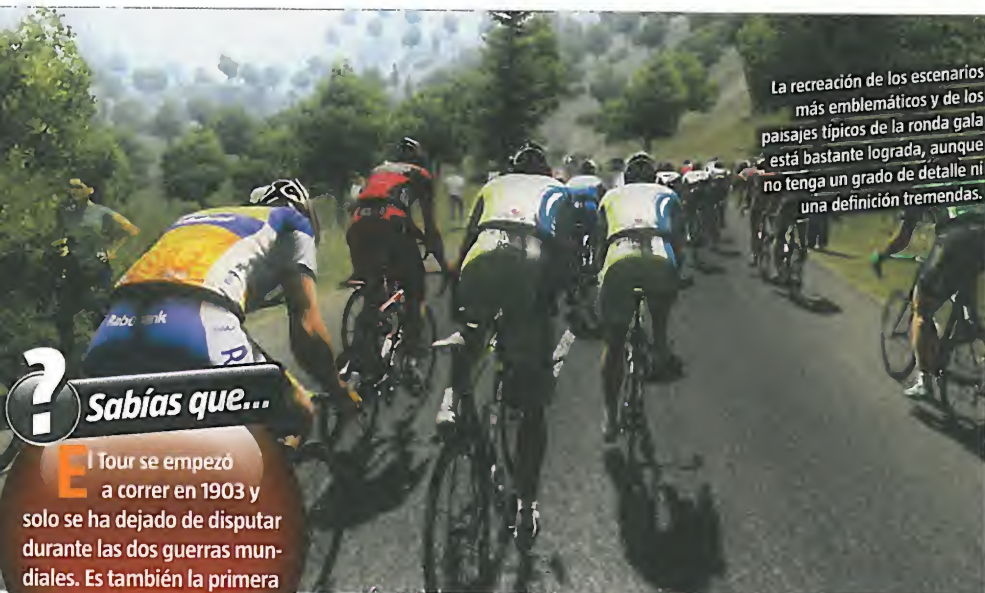 La recreación de los escenarios
más emblemáticos y de los
paisajes típicos de la ronda gala
está bastante lograda, aunque
no tenga un grado de detalle ni
una definición tremendas.
Rabobank
?
Sabías que...
El Tour se empezó
a correr en 1903 y
solo se ha dejado de disputar
durante las dos guerras mun-
diales. Es también la primera